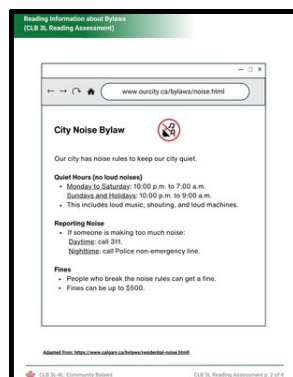 Reading Information about Bylaws
(CLB 3L Reading Assessment)
www.ourcity.ca/bylaws/noise.html
City Noise Bylaw
Our city has noise rules to keep our city quiet.
Quiet Hours (no loud noises)
• Monday to Saturday: 10:00 p.m. to 7:00 a.m.
Sundays and Holidays: 10:00 p.m. to 9:00 a.m.
• This includes loud music, shouting, and loud machines.
Reporting Noise
• If someone is making too much noise:
Daytime: call 311.
Nighttime: call Police non-emergency line.
Fines
• People who break the noise rules can get a fine.
• Fines can be up to $500.
Adapted from: https://www.calgary.ca/bylaws/residential-noise.html
CLB 3L-4L: Community Bylaws
CLB 3L Reading Assessment p. 2 of 4